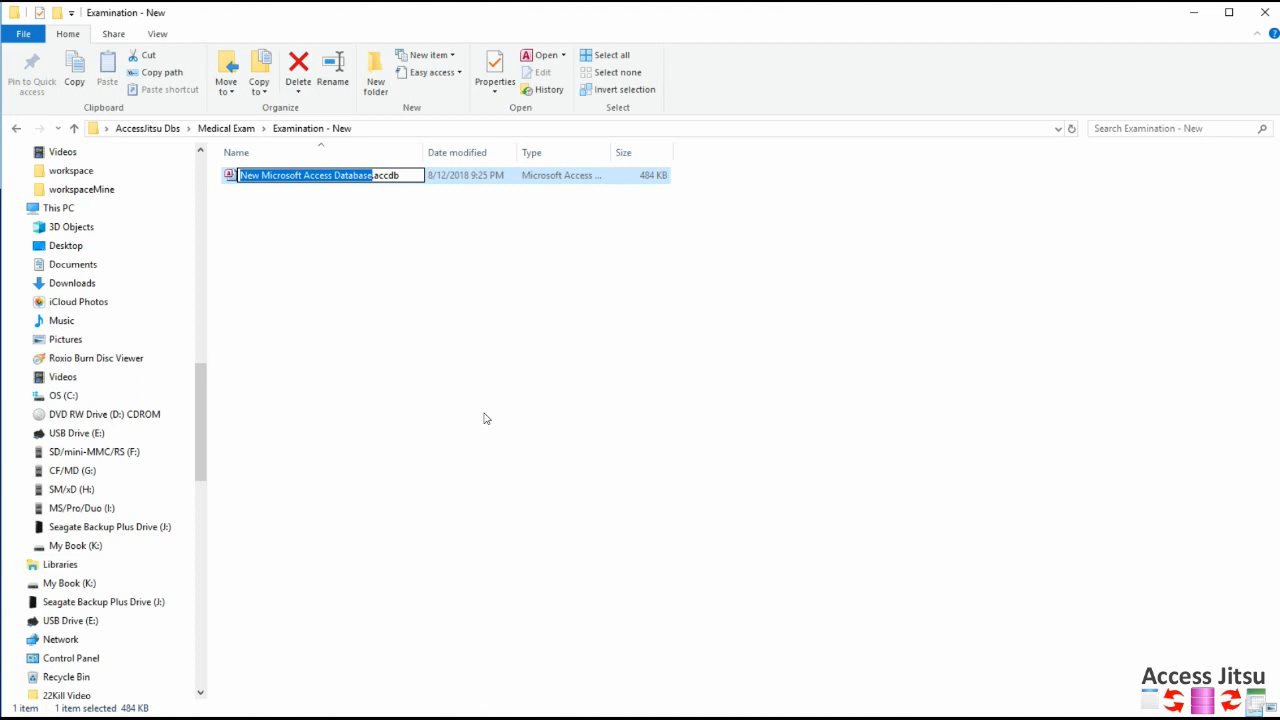 Examination - New
File Home Share View
Pin to Quick access
Copy
Paste
Cut
Copy path
Paste shortcut
Clipboard
Move to
Copy to
Delete
Rename
Organize
New folder
New item
Easy access
New
Properties
Open
Edit
History
Open
Select all
Select none
Invert selection
Select
AccessJitsu Dbs Medical Exam Examination - New
Search Examination - New
Name Date modified Type Size
New Microsoft Access Database.accdb 8/12/2018 9:25 PM Microsoft Access ... 484 KB
Videos
workspace
workspaceMine
This PC
3D Objects
Desktop
Documents
Downloads
iCloud Photos
Music
Pictures
Roxio Burn Disc Viewer
Videos
OS (C:)
DVD RW Drive (D:) CDROM
USB Drive (E:)
SD/mini-MMC/RS (F:)
CF/MD (G:)
SM/xD (H:)
MS/Pro/Duo (I:)
Seagate Backup Plus Drive (J:)
My Book (K:)
Libraries
My Book (K:)
Seagate Backup Plus Drive (J:)
USB Drive (E:)
Network
Control Panel
Recycle Bin
22Kill Video
1 item 1 item selected 484 KB
Access Jitsu